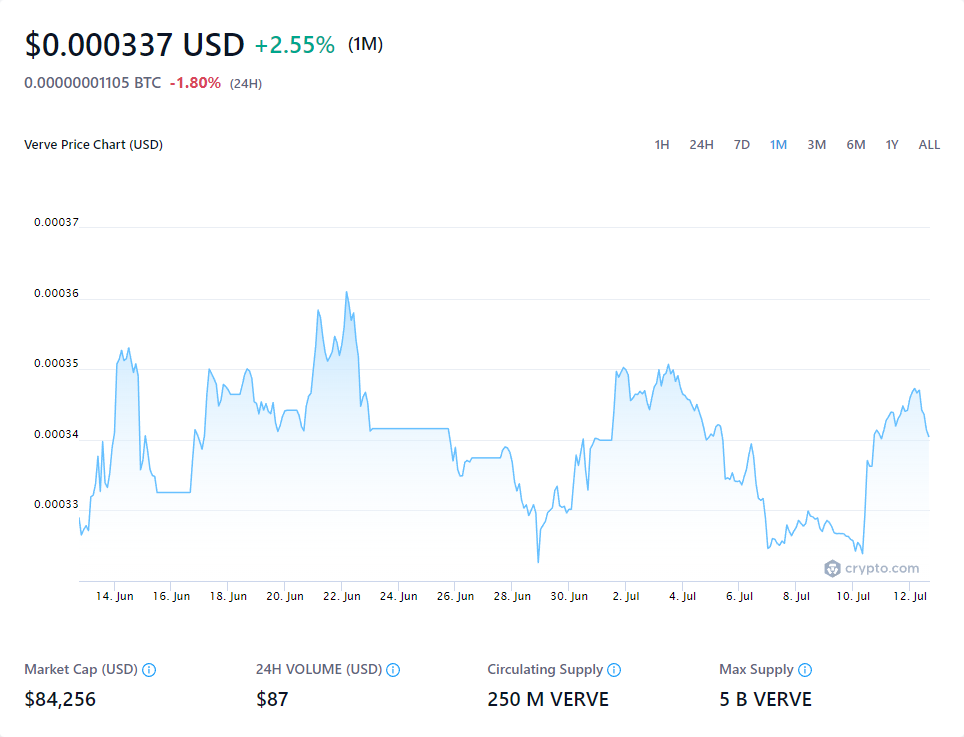 $0.000337 USD +2.55% (1M)
0.00000001105 BTC -1.80% (24H)
Verve Price Chart (USD) 1H 24H 7D 1M 3M 6M 1Y ALL
0.00037
0.00036
0.00035
0.00034
0.00033
crypto.com
14. Jun 16. Jun 18. Jun 20. Jun 22. Jun 24. Jun 26. Jun 28. Jun 30. Jun 2. Jul 4. Jul 6. Jul 8. Jul 10. Jul 12. Jul
Market Cap (USD) 24H VOLUME (USD) Circulating Supply Max Supply
$84,256 $87 250 M VERVE 5 B VERVE